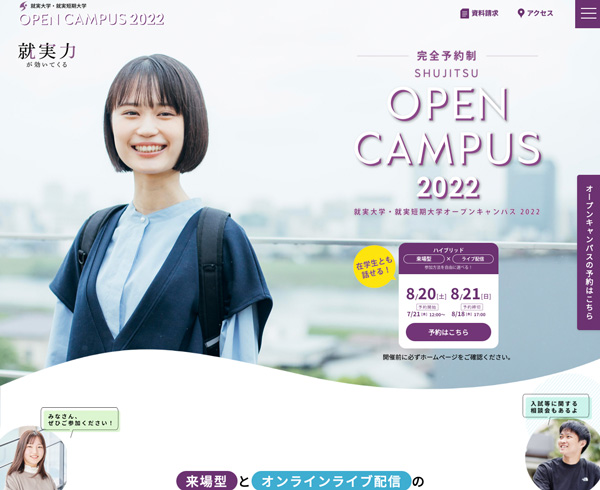 就実大学・就実短期大学
OPEN CAMPUS 2022
資料請求
アクセス
就実力
が効いてくる
完全予約制
SHUJITSU
OPEN
CAMPUS
2022
就実大学・就実短期大学オープンキャンパス 2022
オープンキャンパスの予約はこちら
在学生とも
話せる!
ハイブリッド
来場型 × ライブ配信
参加方法を自由に選べる!
8/20[土] 8/21[日]
予約開始 予約締切
7/21(木) 12:00〜 8/18(木) 17:00
予約はこちら
開催前に必ずホームページをご確認ください。
みなさん、
ぜひご参加ください!
入試等に関する
相談会もあるよ
来場型 と オンラインライブ配信 の